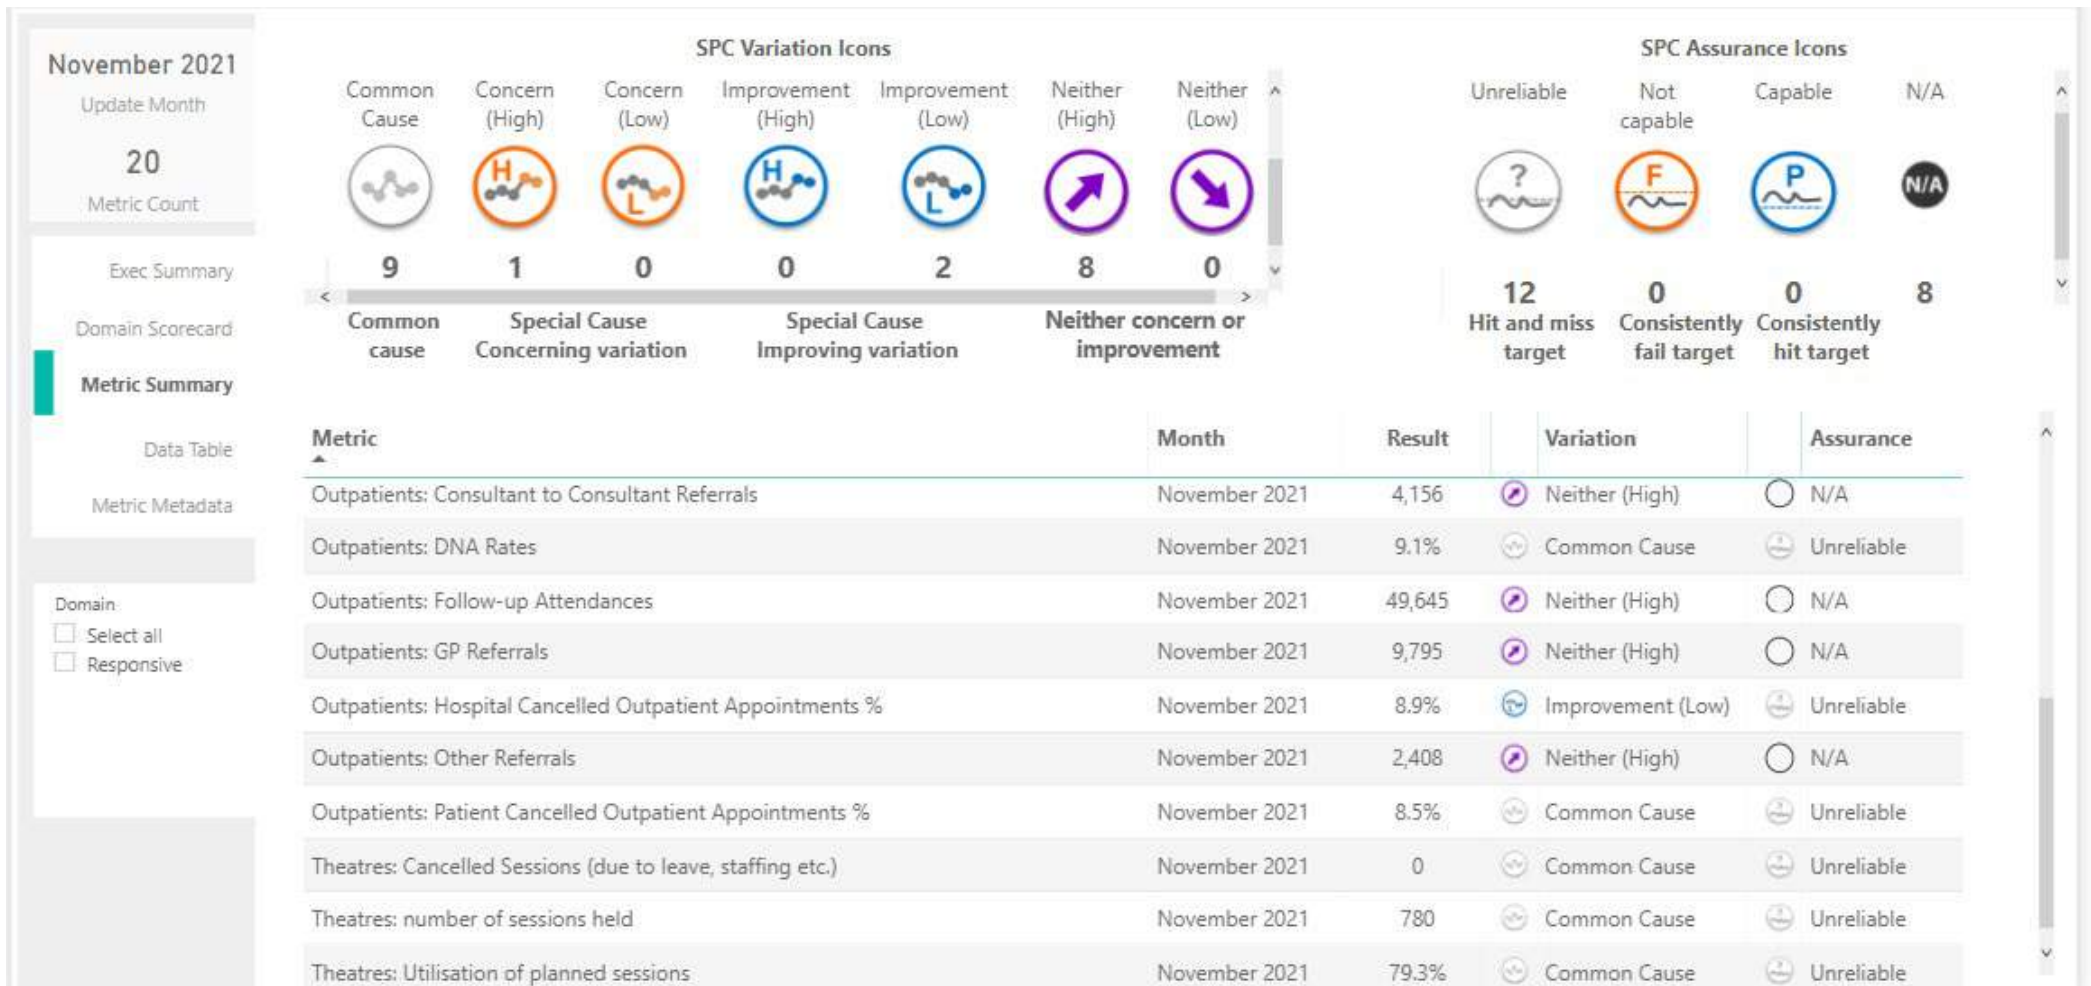 November 2021
Update Month
20
Metric Count
Exec Summary
Domain Scorecard
Metric Summary
Data Table
Metric Metadata
Domain
Select all
Responsive
SPC Variation Icons
Common Cause
Concern (High)
Concern (Low)
Improvement (High)
Improvement (Low)
Neither (High)
Neither (Low)
H
L
H
L
9 1 0 0 2 8 0
Common cause
Special Cause Concerning variation
Special Cause Improving variation
Neither concern or improvement
SPC Assurance Icons
Unreliable
Not capable
Capable
N/A
?
F
P
N/A
12 0 0 8
Hit and miss target
Consistently fail target
Consistently hit target
Metric Month Result Variation Assurance
Outpatients: Consultant to Consultant Referrals November 2021 4,156 Neither (High) N/A
Outpatients: DNA Rates November 2021 9.1% Common Cause Unreliable
Outpatients: Follow-up Attendances November 2021 49,645 Neither (High) N/A
Outpatients: GP Referrals November 2021 9,795 Neither (High) N/A
Outpatients: Hospital Cancelled Outpatient Appointments % November 2021 8.9% Improvement (Low) Unreliable
Outpatients: Other Referrals November 2021 2,408 Neither (High) N/A
Outpatients: Patient Cancelled Outpatient Appointments % November 2021 8.5% Common Cause Unreliable
Theatres: Cancelled Sessions (due to leave, staffing etc.) November 2021 0 Common Cause Unreliable
Theatres: number of sessions held November 2021 780 Common Cause Unreliable
Theatres: Utilisation of planned sessions November 2021 79.3% Common Cause Unreliable